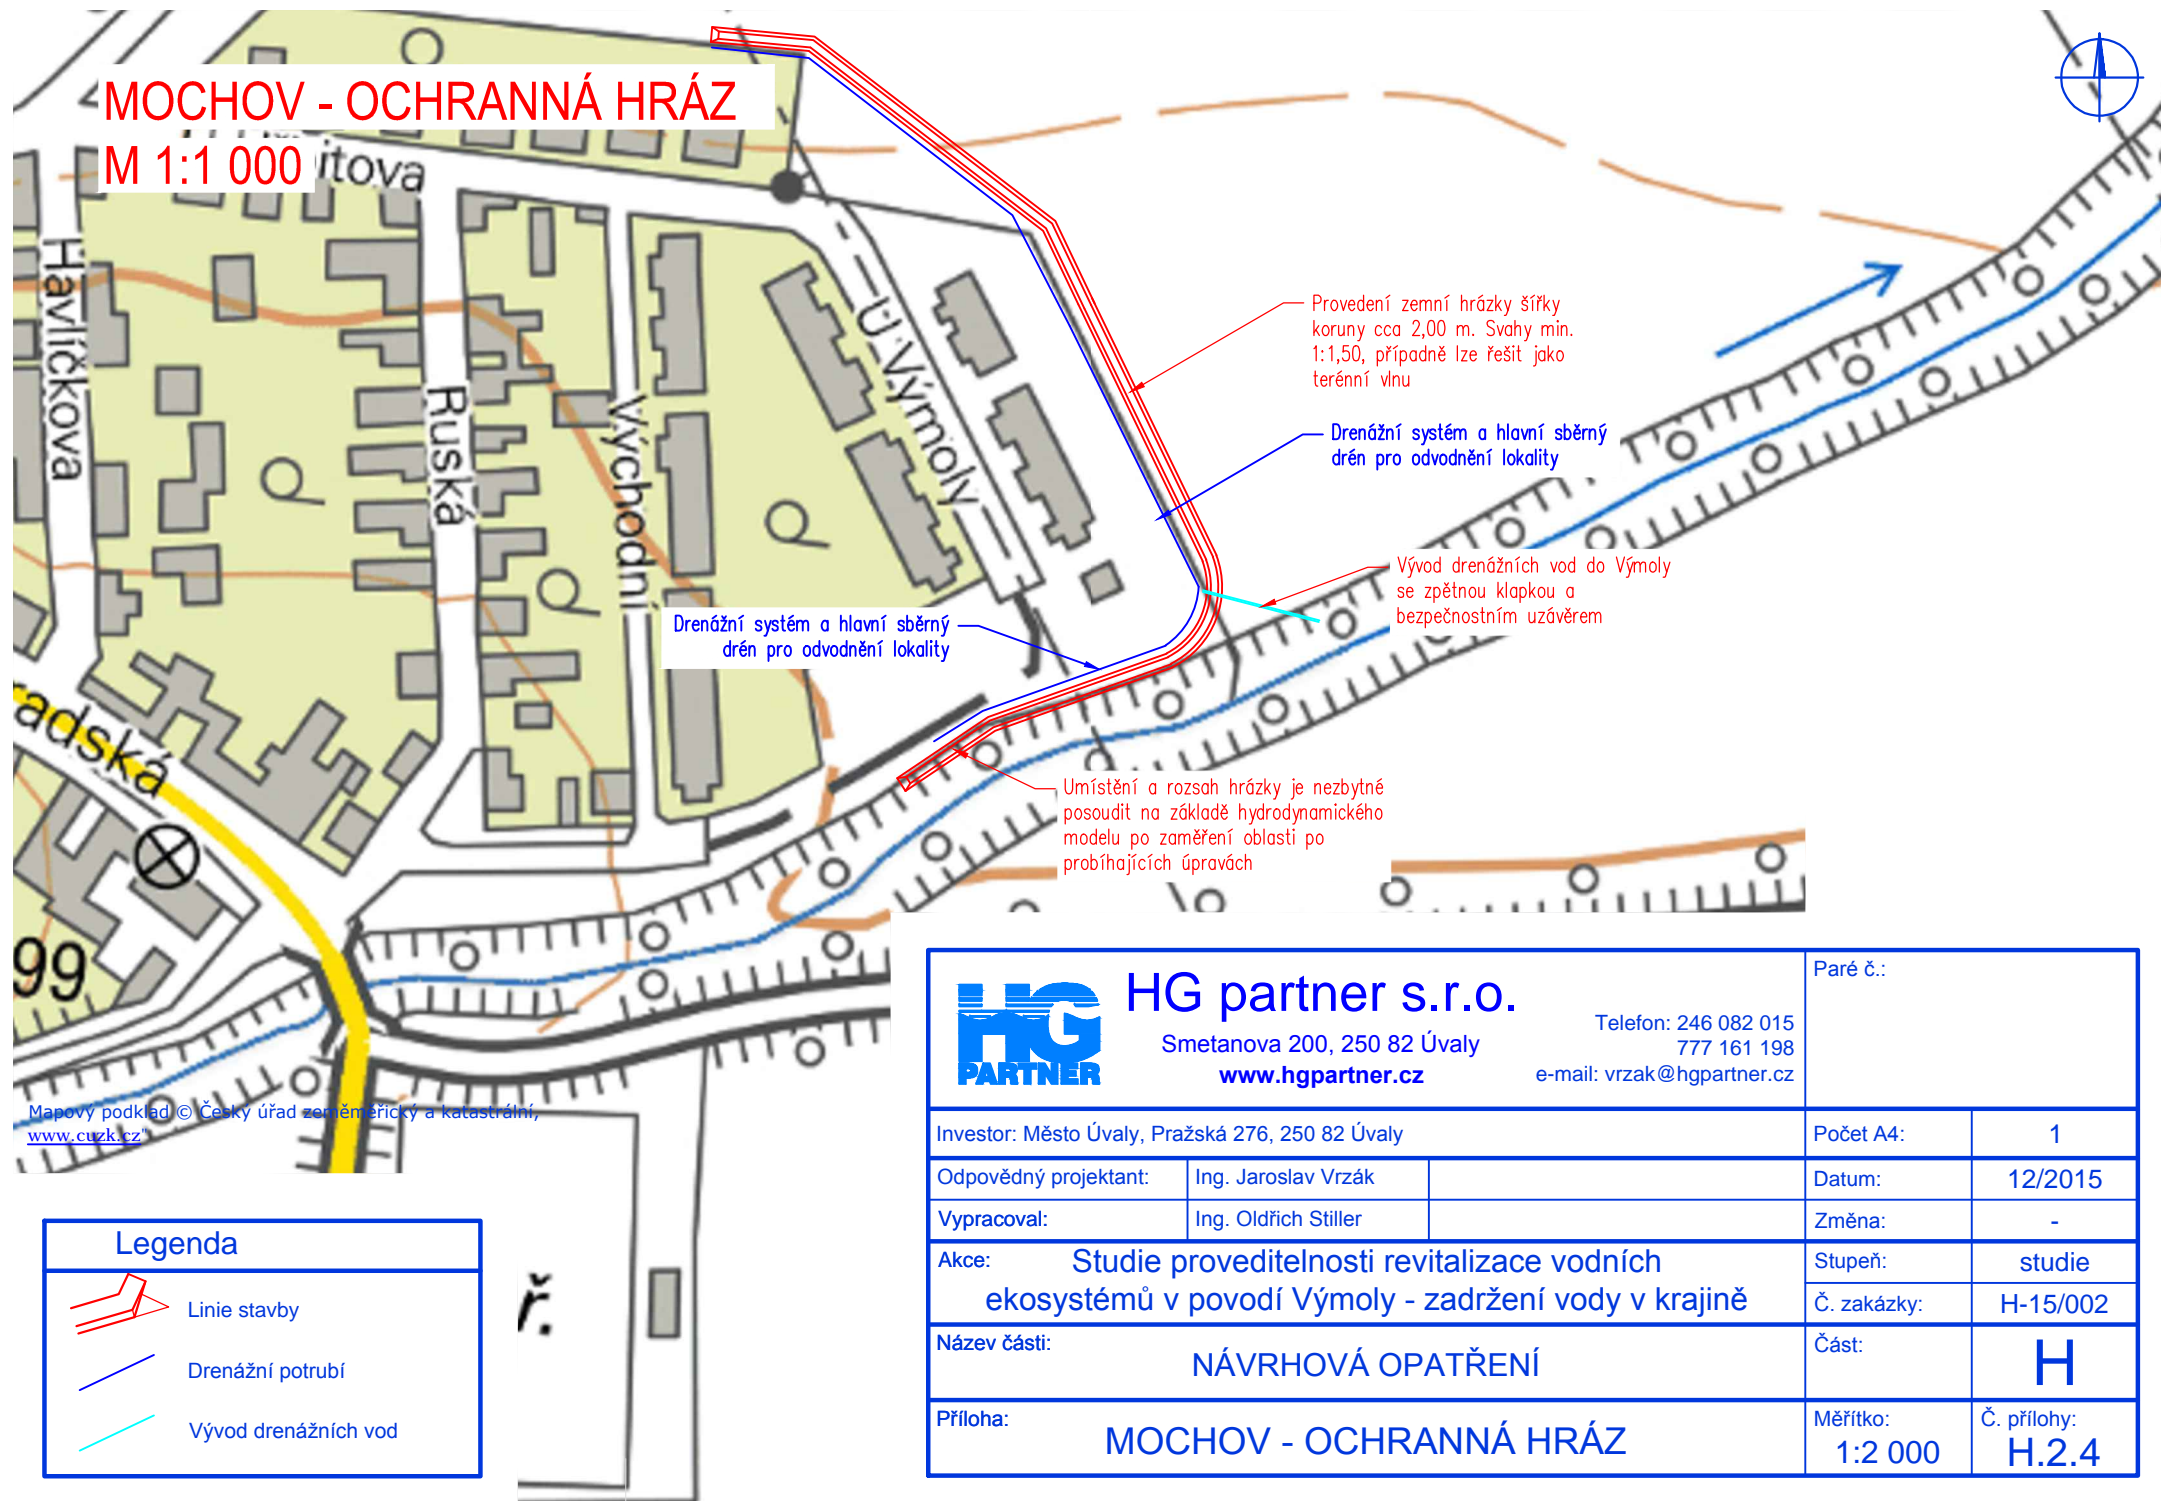 MOCHOV - OCHRANNÁ HRÁZ
M 1:1 000
itova
Havlíčkova
Ruská
Východní
U Výmoly
radská
99
ř.
Provedení zemní hrázky šířky
koruny cca 2,00 m. Svahy min.
1:1,50, případně lze řešit jako
terénní vlnu
Drenážní systém a hlavní sběrný
drén pro odvodnění lokality
Vývod drenážních vod do Výmoly
se zpětnou klapkou a
bezpečnostním uzávěrem
Drenážní systém a hlavní sběrný
drén pro odvodnění lokality
Umístění a rozsah hrázky je nezbytné
posoudit na základě hydrodynamického
modelu po zaměření oblasti po
probíhajících úpravách
Mapový podklad © Český úřad zeměměřický a katastrální,
www.cuzk.cz"
Legenda
Linie stavby
Drenážní potrubí
Vývod drenážních vod
HG
PARTNER
HG partner s.r.o.
Smetanova 200, 250 82 Úvaly
www.hgpartner.cz
Telefon: 246 082 015
777 161 198
e-mail: vrzak@hgpartner.cz
Paré č.:
Investor: Město Úvaly, Pražská 276, 250 82 Úvaly
Počet A4: 1
Odpovědný projektant: Ing. Jaroslav Vrzák
Datum: 12/2015
Vypracoval: Ing. Oldřich Stiller
Změna: -
Akce: Studie proveditelnosti revitalizace vodních
ekosystémů v povodí Výmoly - zadržení vody v krajině
Stupeň: studie
Č. zakázky: H-15/002
Název části:
NÁVRHOVÁ OPATŘENÍ
Část: H
Příloha:
MOCHOV - OCHRANNÁ HRÁZ
Měřítko:
1:2 000
Č. přílohy:
H.2.4